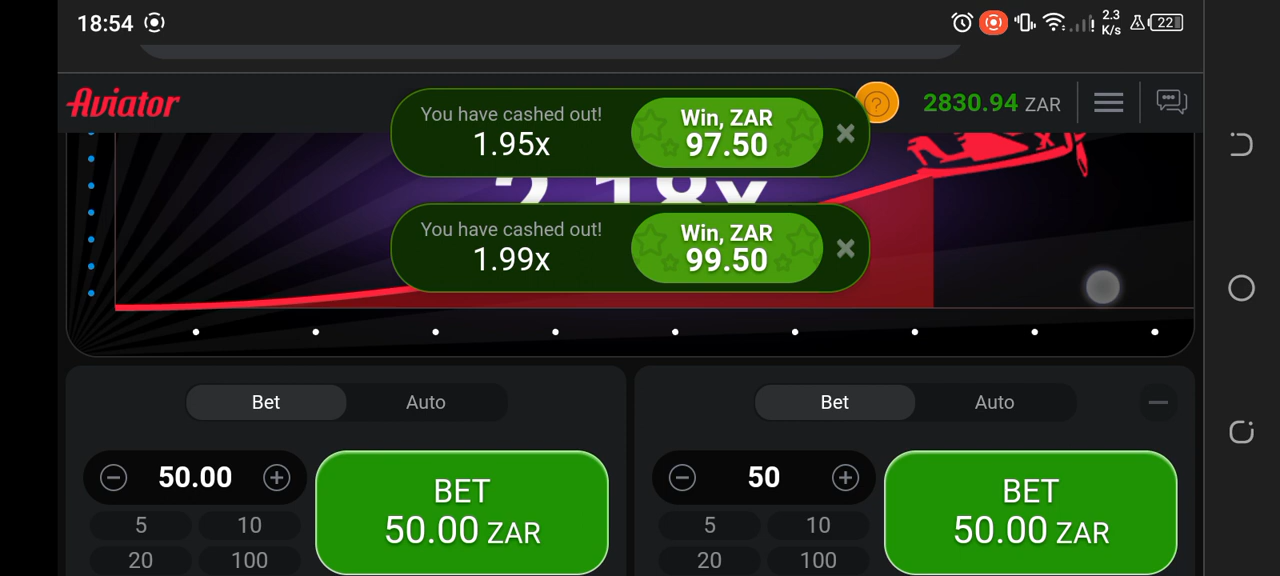 18:54
2.3
K/s
22
Aviator
2830.94 ZAR
You have cashed out!
1.95x
Win, ZAR
97.50
2.18x
You have cashed out!
1.99x
Win, ZAR
99.50
Bet
Auto
50.00
BET
50.00 ZAR
5
10
20
100
Bet
Auto
50
BET
50.00 ZAR
5
10
20
100